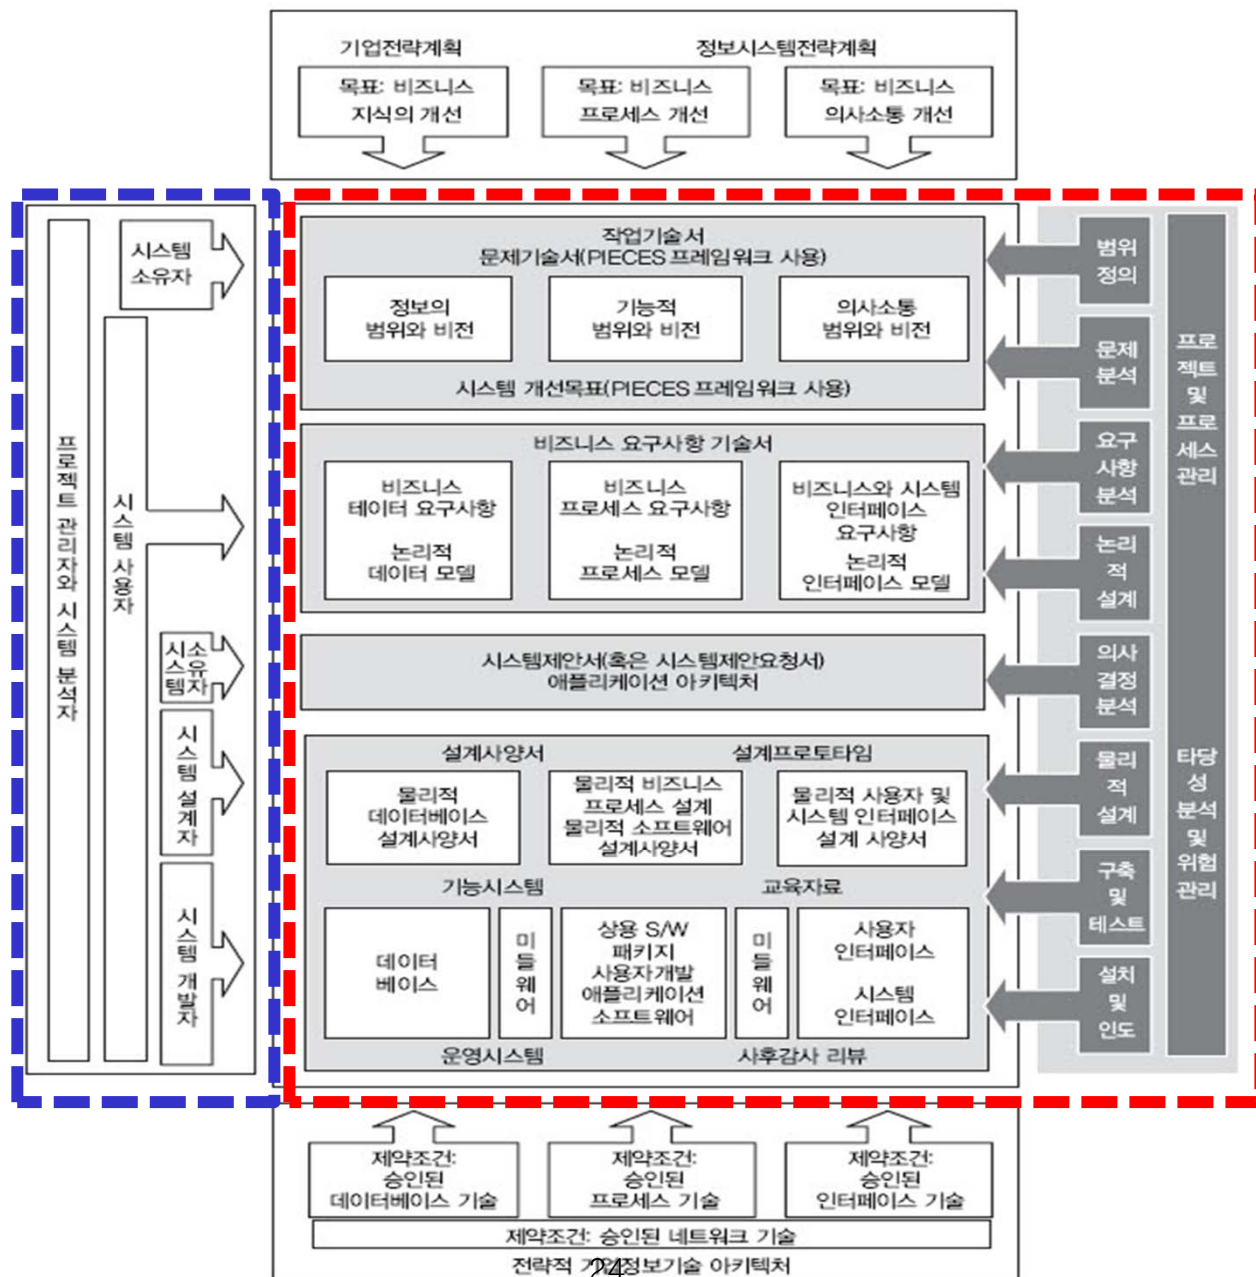 기업전략계획
정보시스템전략계획
목표: 비즈니스
지식의 개선
목표: 비즈니스
프로세스 개선
목표: 비즈니스
의사소통 개선
프로젝트 관리자와 시스템 분석자
시스템 사용자
시스템
소유자
시스템
소유자
시스템 설계자
시스템 개발자
작업기술서
문제기술서(PIECES 프레임워크 사용)
정보의
범위와 비전
기능적
범위와 비전
의사소통
범위와 비전
시스템 개선목표(PIECES 프레임워크 사용)
비즈니스 요구사항 기술서
비즈니스
테이터 요구사항
논리적
데이터 모델
비즈니스
프로세스 요구사항
논리적
프로세스 모델
비즈니스와 시스템
인터페이스
요구사항
논리적
인터페이스 모델
시스템제안서(혹은 시스템제안요청서)
애플리케이션 아키텍처
설계사양서
설계프로토타임
물리적
데이터베이스
설계사양서
물리적 비즈니스
프로세스 설계
물리적 소프트웨어
설계사양서
물리적 사용자 및
시스템 인터페이스
설계 사양서
기능시스템
교육자료
데이터
베이스
미들웨어
상용 S/W
패키지
사용자개발
애플리케이션
소프트웨어
미들웨어
사용자
인터페이스
시스템
인터페이스
운영시스템
사후감사 리뷰
범위
정의
문제
분석
요구
사항
분석
논리
적
설계
의사
결정
분석
물리
적
설계
구축
및
테스트
설치
및
인도
프로
젝트
및
프로
세스
관리
타당
성
분석
및
위험
관리
제약조건:
승인된
데이터베이스 기술
제약조건:
승인된
프로세스 기술
제약조건:
승인된
인터페이스 기술
제약조건: 승인된 네트워크 기술
전략적 기업정보기술 아키텍처
24